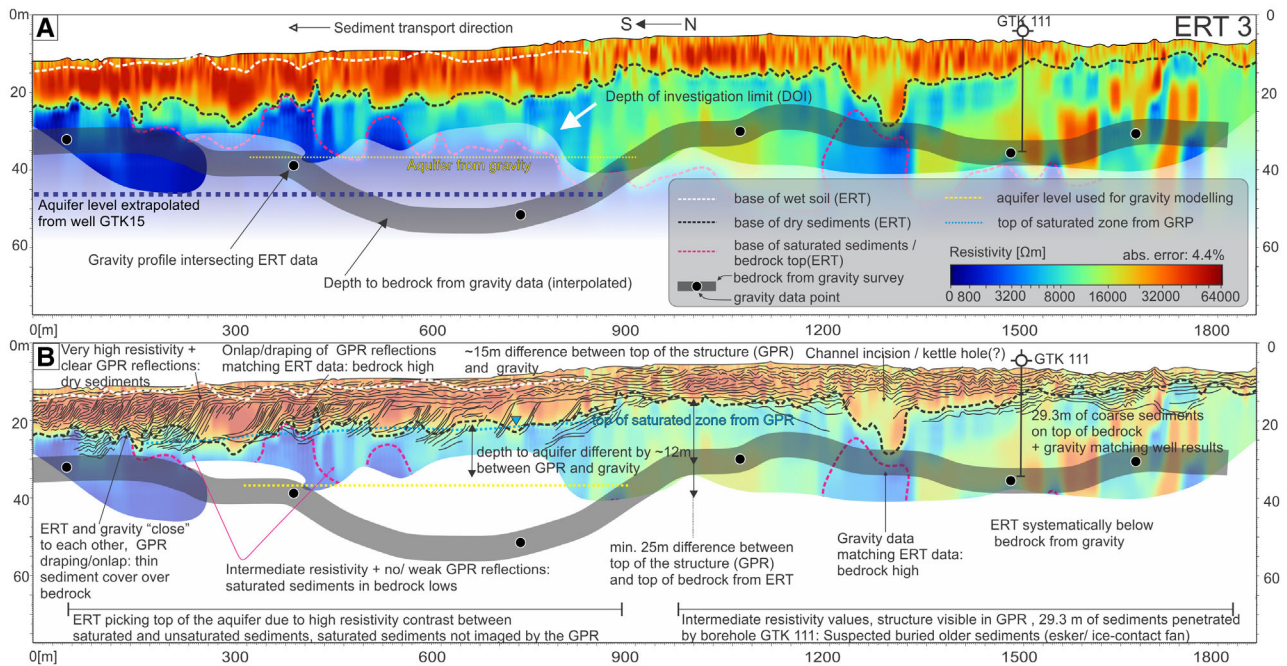 A
0m
20
40
60
Sediment transport direction
S
N
GTK 111
ERT 3
0
20
40
60
80
Depth of investigation limit (DOI)
Aquifer from gravity
Aquifer level extrapolated
from well GTK15
Gravity profile intersecting ERT data
Depth to bedrock from gravity data (interpolated)
base of wet soil (ERT)
base of dry sediments (ERT)
base of saturated sediments /
bedrock top(ERT)
bedrock from gravity survey
gravity data point
aquifer level used for gravity modelling
top of saturated zone from GRP
Resistivity [Ωm]
abs. error: 4.4%
0 800 3200 8000 16000 32000 64000
0[m] 300 600 900 1200 1500 1800
B
0m
20
40m
60m
0
20
40
60
80
Very high resistivity +
clear GPR reflections:
dry sediments
Onlap/draping of GPR reflections
matching ERT data: bedrock high
~15m difference between top of the structure (GPR)
and gravity
Channel incision / kettle hole(?)
GTK 111
top of saturated zone from GPR
29.3m of coarse sediments
on top of bedrock
+ gravity matching well results
depth to aquifer different by ~12m
between GPR and gravity
ERT and gravity "close"
to each other, GPR
draping/onlap: thin
sediment cover over
bedrock
Intermediate resistivity + no/ weak GPR reflections:
saturated sediments in bedrock lows
min. 25m difference between
top of the structure (GPR)
and top of bedrock from ERT
Gravity data
matching ERT data:
bedrock high
ERT systematically below
bedrock from gravity
ERT picking top of the aquifer due to high resistivity contrast between
saturated and unsaturated sediments, saturated sediments not imaged by the GPR
Intermediate resistivity values, structure visible in GPR , 29.3 m of sediments penetrated
by borehole GTK 111: Suspected buried older sediments (esker/ ice-contact fan)
0[m] 300 600 900 1200 1500 1800